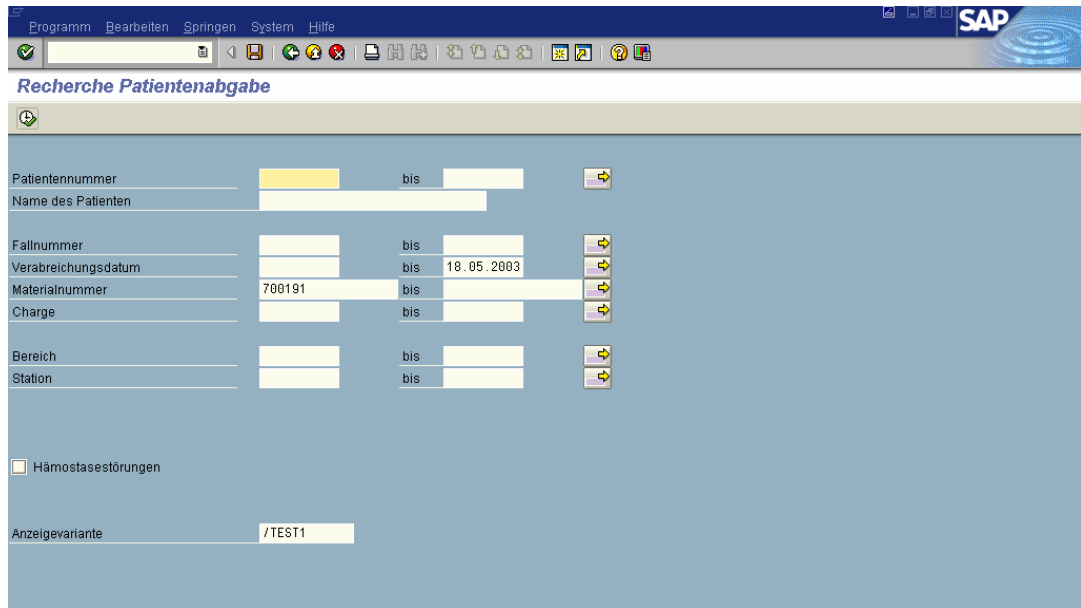 Programm Bearbeiten Springen System Hilfe
SAP
Recherche Patientenabgabe
Patientennummer bis
Name des Patienten
Fallnummer bis
Verabreichungsdatum bis 18.05.2003
Materialnummer 700191 bis
Charge bis
Bereich bis
Station bis
Hämostasestörungen
Anzeigevariante /TEST1